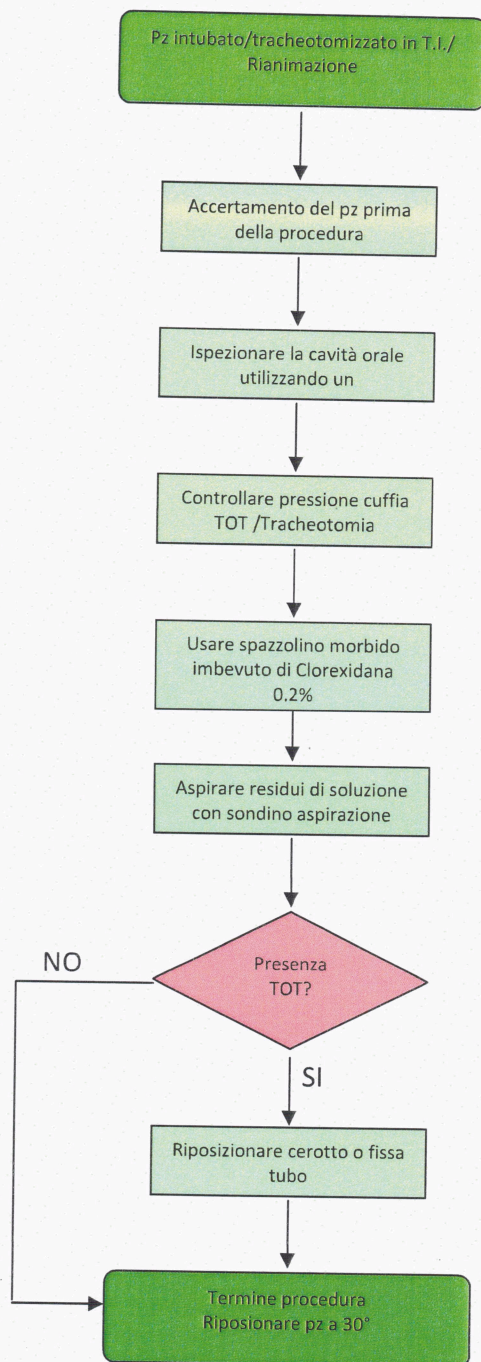 Pz intubato/tracheotomizzato in T.I./
Rianimazione
Accertamento del pz prima
della procedura
Ispezionare la cavità orale
utilizzando un
Controllare pressione cuffia
TOT /Tracheotomia
Usare spazzolino morbido
imbevuto di Clorexidana
0.2%
Aspirare residui di soluzione
con sondino aspirazione
Presenza
TOT?
NO
SI
Riposizionare cerotto o fissa
tubo
Termine procedura
Riposionare pz a 30°